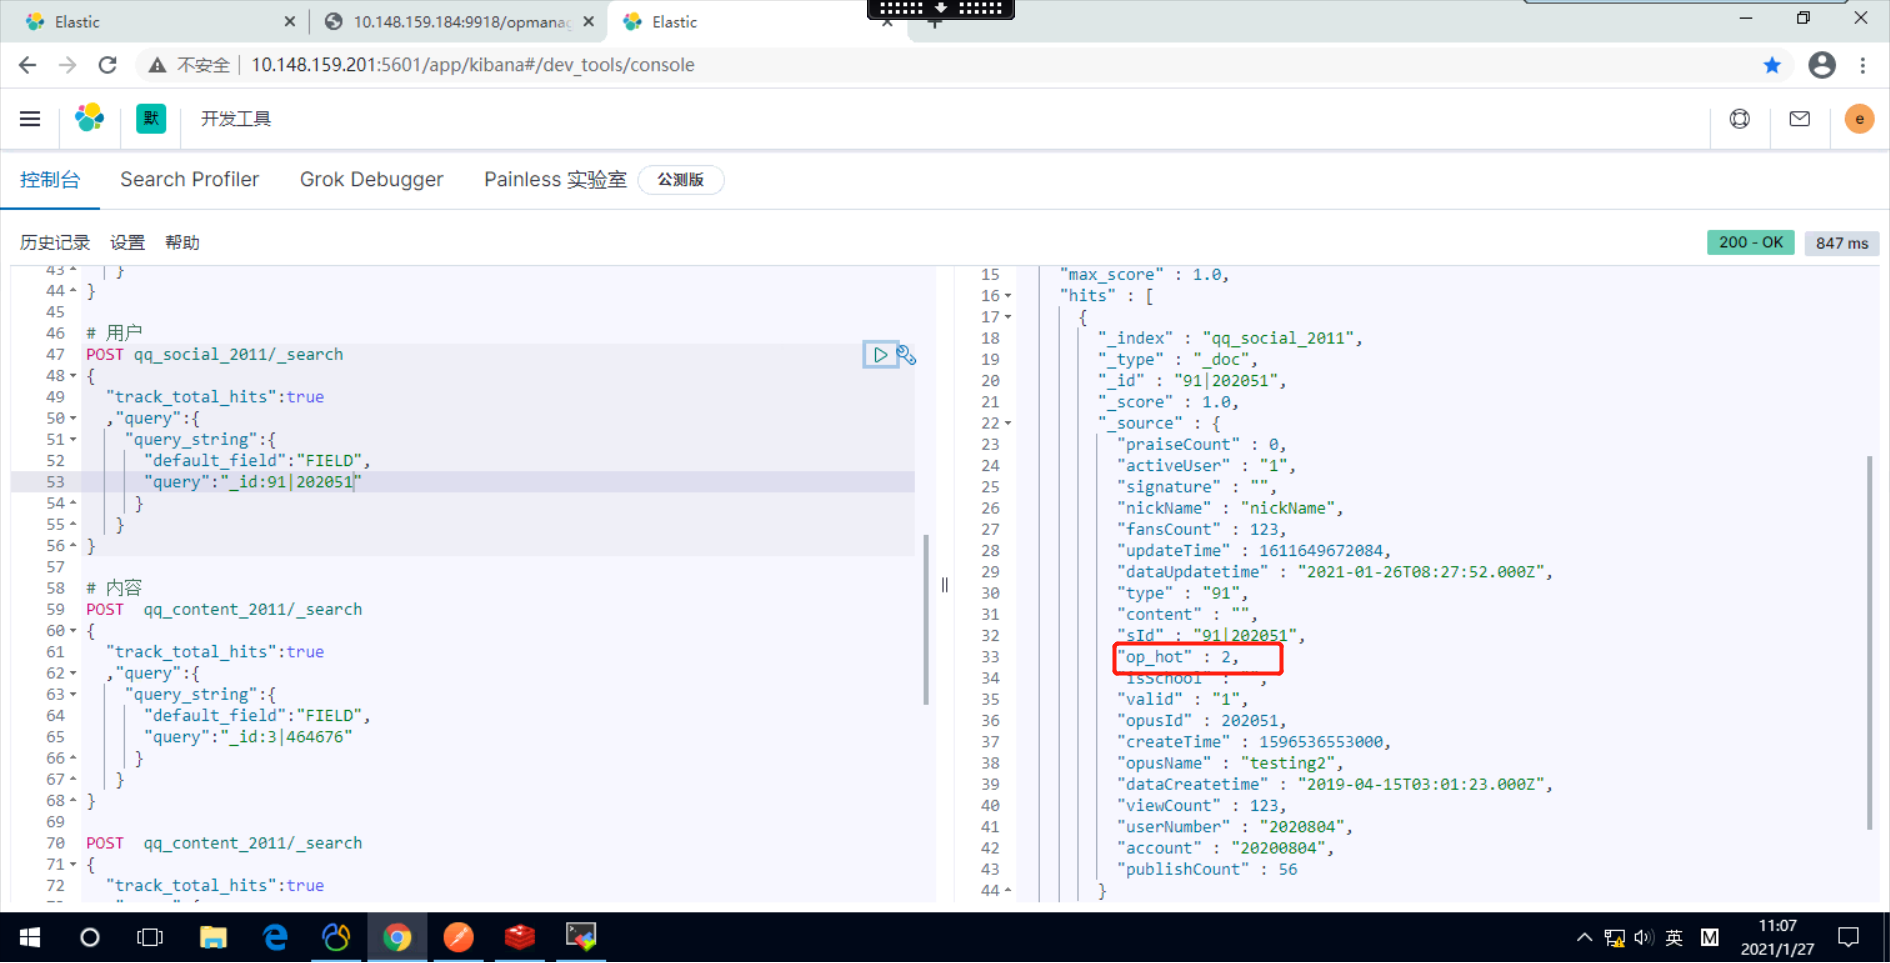 Elastic
10.148.159.184:9918/opmana
Elastic
不安全 10.148.159.201:5601/app/kibana#/dev_tools/console
默 开发工具 e
控制台 Search Profiler Grok Debugger Painless 实验室 公测版
历史记录 设置 帮助 200 - OK 847 ms
43 }
44 }
45
46 # 用户
47 POST qq_social_2011/_search
48 {
49 "track_total_hits":true
50 ,"query":{
51 "query_string":{
52 "default_field":"FIELD",
53 "query":"_id:91|202051"
54 }
55 }
56 }
57
58 # 内容
59 POST  qq_content_2011/_search
60 {
61 "track_total_hits":true
62 ,"query":{
63 "query_string":{
64 "default_field":"FIELD",
65 "query":"_id:3|464676"
66 }
67 }
68 }
69
70 POST  qq_content_2011/_search
71 {
72 "track_total_hits":true
15 "max_score" : 1.0,
16 "hits" : [
17 {
18 "_index" : "qq_social_2011",
19 "_type" : "_doc",
20 "_id" : "91|202051",
21 "_score" : 1.0,
22 "_source" : {
23 "praiseCount" : 0,
24 "activeUser" : "1",
25 "signature" : "",
26 "nickName" : "nickName",
27 "fansCount" : 123,
28 "updateTime" : 1611649672084,
29 "dataUpdatetime" : "2021-01-26T08:27:52.000Z",
30 "type" : "91",
31 "content" : "",
32 "sId" : "91|202051",
33 "op_hot" : 2,
34 "isSchool" : "",
35 "valid" : "1",
36 "opusId" : 202051,
37 "createTime" : 1596536553000,
38 "opusName" : "testing2",
39 "dataCreatetime" : "2019-04-15T03:01:23.000Z",
40 "viewCount" : 123,
41 "userNumber" : "2020804",
42 "account" : "20200804",
43 "publishCount" : 56
44 }
英 M 11:07
2021/1/27